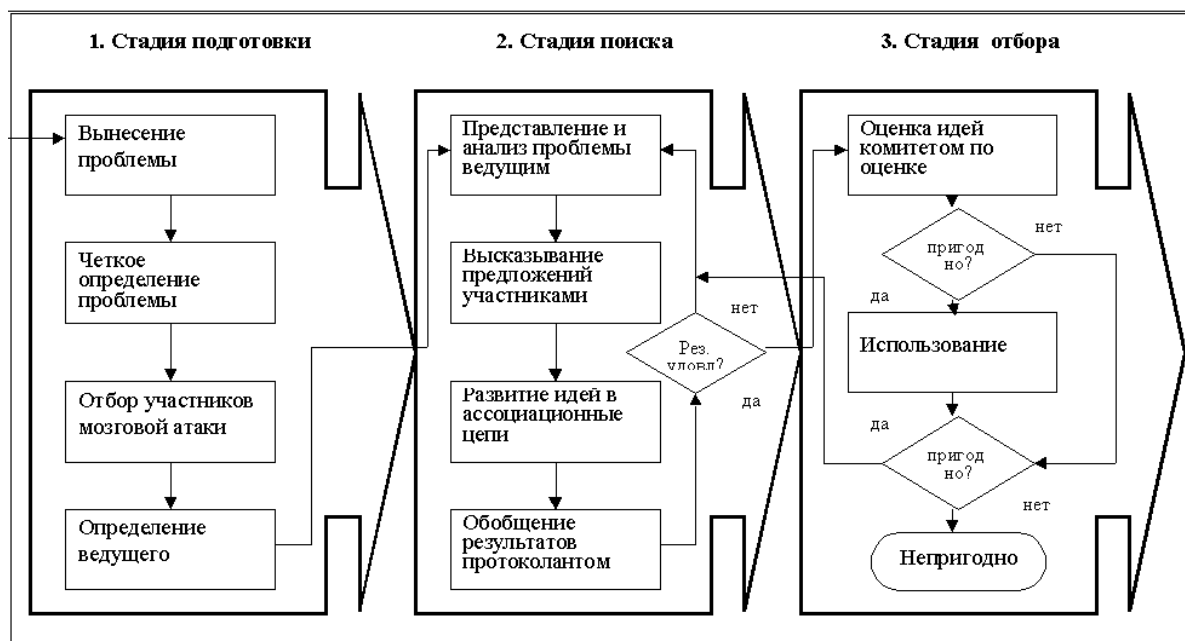 1. Стадия подготовки
2. Стадия поиска
3. Стадия отбора
Вынесение
проблемы
Четкое
определение
проблемы
Отбор участников
мозговой атаки
Определение
ведущего
Представление и
анализ проблемы
ведущим
Высказывание
предложений
участниками
нет
Рез.
удовл?
да
Развитие идей в
ассоциационные
цепи
Обобщение
результатов
протоколантом
Оценка идей
комитетом по
оценке
нет
пригод
но?
да
Использование
да
пригод
но?
нет
Непригодно